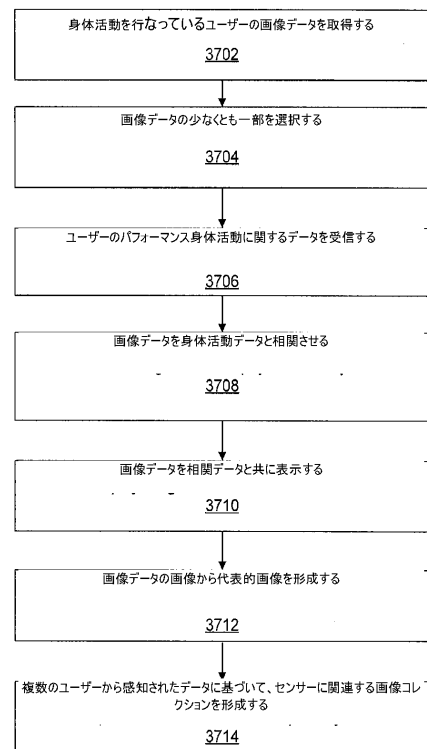 身体活動を行なっているユーザーの画像データを取得する
3702
画像データの少なくとも一部を選択する
3704
ユーザーのパフォーマンス身体活動に関するデータを受信する
3706
画像データを身体活動データと相関させる
3708
画像データを相関データと共に表示する
3710
画像データの画像から代表的画像を形成する
3712
複数のユーザーから感知されたデータに基づいて、センサーに関連する画像コレ
クションを形成する
3714